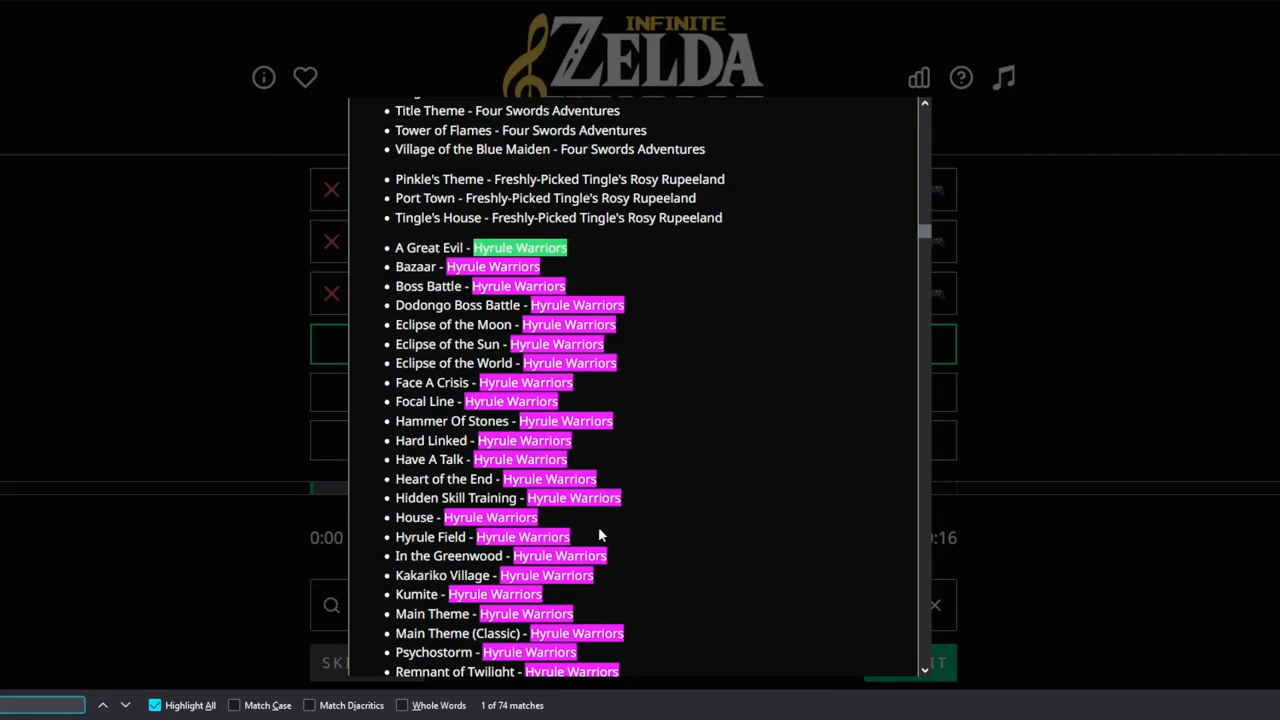 INFINITE
ZELDA
Title Theme - Four Swords Adventures
Tower of Flames - Four Swords Adventures
Village of the Blue Maiden - Four Swords Adventures
Pinkle's Theme - Freshly-Picked Tingle's Rosy Rupeeland
Port Town - Freshly-Picked Tingle's Rosy Rupeeland
Tingle's House - Freshly-Picked Tingle's Rosy Rupeeland
A Great Evil - Hyrule Warriors
Bazaar - Hyrule Warriors
Boss Battle - Hyrule Warriors
Dodongo Boss Battle - Hyrule Warriors
Eclipse of the Moon - Hyrule Warriors
Eclipse of the Sun - Hyrule Warriors
Eclipse of the World - Hyrule Warriors
Face A Crisis - Hyrule Warriors
Focal Line - Hyrule Warriors
Hammer Of Stones - Hyrule Warriors
Hard Linked - Hyrule Warriors
Have A Talk - Hyrule Warriors
Heart of the End - Hyrule Warriors
Hidden Skill Training - Hyrule Warriors
House - Hyrule Warriors
Hyrule Field - Hyrule Warriors
In the Greenwood - Hyrule Warriors
Kakariko Village - Hyrule Warriors
Kumite - Hyrule Warriors
Main Theme - Hyrule Warriors
Main Theme (Classic) - Hyrule Warriors
Psychostorm - Hyrule Warriors
Remnant of Twilight - Hyrule Warriors
0:00
:16
SK
IT
Highlight All Match Case Match Diacritics Whole Words 1 of 74 matches